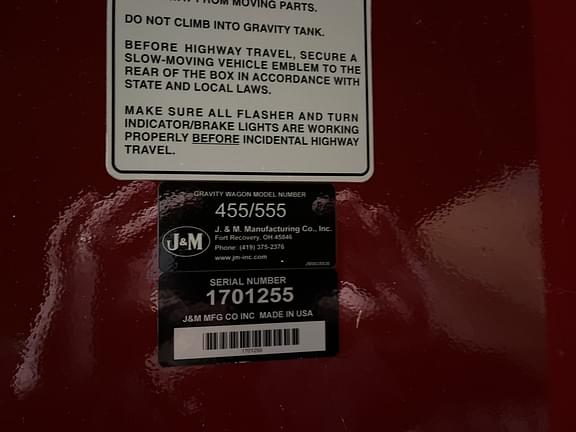 FROM MOVING PARTS.
DO NOT CLIMB INTO GRAVITY TANK.
BEFORE HIGHWAY TRAVEL, SECURE A
SLOW-MOVING VEHICLE EMBLEM TO THE
REAR OF THE BOX IN ACCORDANCE WITH
STATE AND LOCAL LAWS.
MAKE SURE ALL FLASHER AND TURN
INDICATOR/BRAKE LIGHTS ARE WORKING
PROPERLY BEFORE INCIDENTAL HIGHWAY
TRAVEL.
GRAVITY WAGON MODEL NUMBER
455/555
J&M
J. & M. Manufacturing Co., Inc.
Fort Recovery, OH 45846
Phone: (419) 375-2376
www.jm-inc.com
SERIAL NUMBER
1701255
J&M MFG CO INC MADE IN USA
1701255